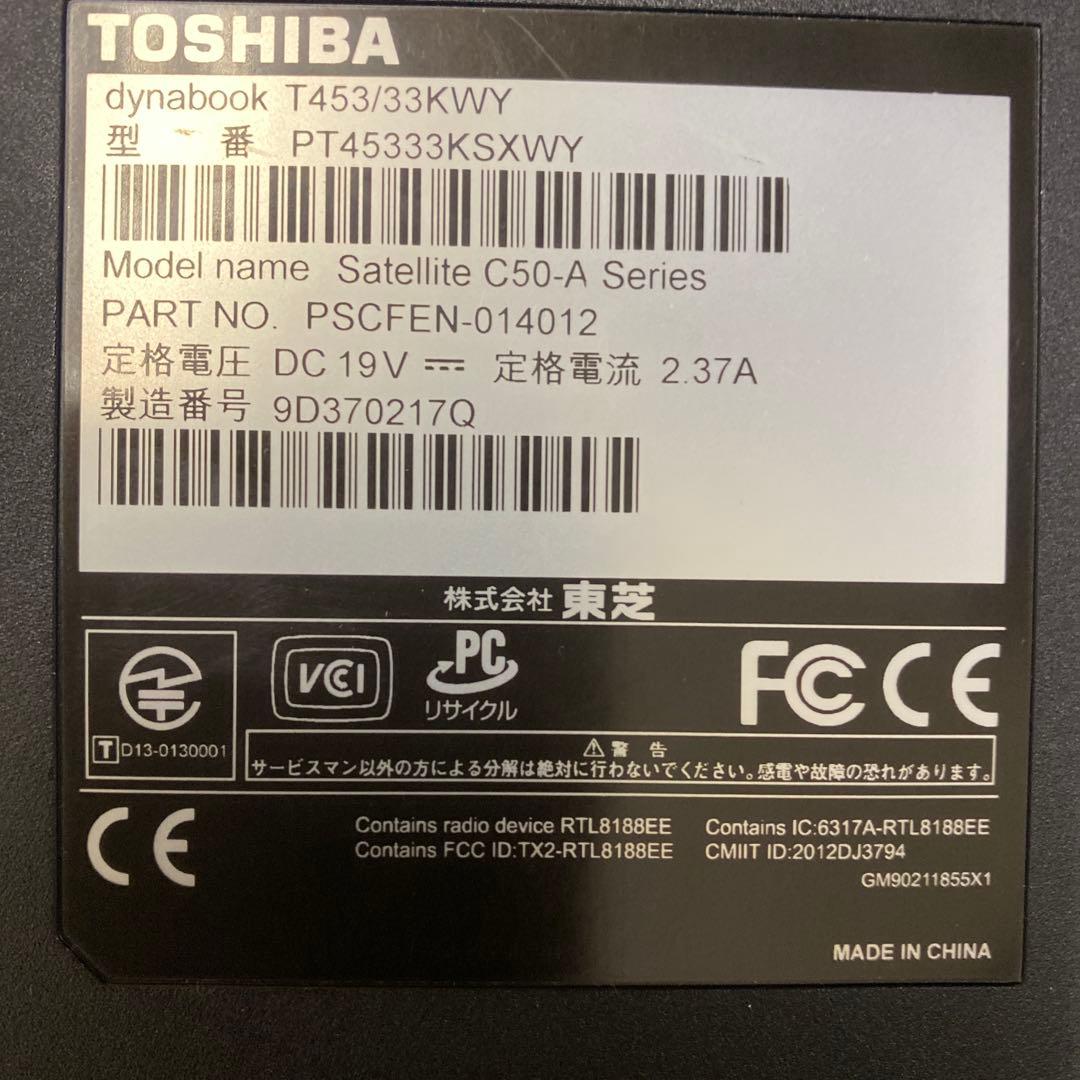 TOSHIBA
dynabook T453/33KWY
型 番 PT45333KSXWY
Model name Satellite C50-A Series
PART NO. PSCFEN-014012
定格電圧 DC 19V ⎓ 定格電流 2.37A
製造番号 9D370217Q
株式会社 東芝
VCCI
PC
リサイクル
FC CE
T D13-0130001
⚠ 警 告
サービスマン以外の方による分解は絶対に行わないでください。感電や故障の恐れがあります。
CE
Contains radio device RTL8188EE Contains IC:6317A-RTL8188EE
Contains FCC ID:TX2-RTL8188EE CMIIT ID:2012DJ3794
GM90211855X1
MADE IN CHINA